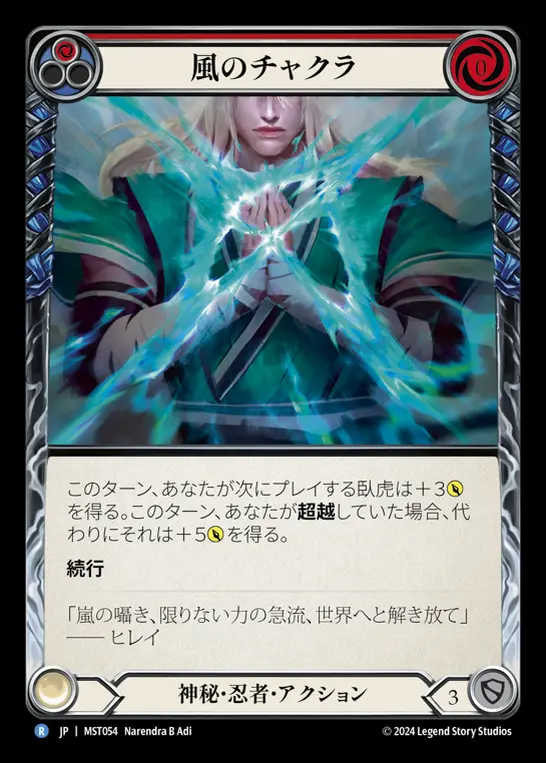 風のチャクラ
0
このターン、あなたが次にプレイする臥虎は＋3
を得る。このターン、あなたが超越していた場合、代
わりにそれは＋5を得る。
続行
「嵐の囁き、限りない力の急流、世界へと解き放て」
—— ヒレイ
神秘・忍者・アクション
3
R JP | MST054 Narendra B Adi
© 2024 Legend Story Studios